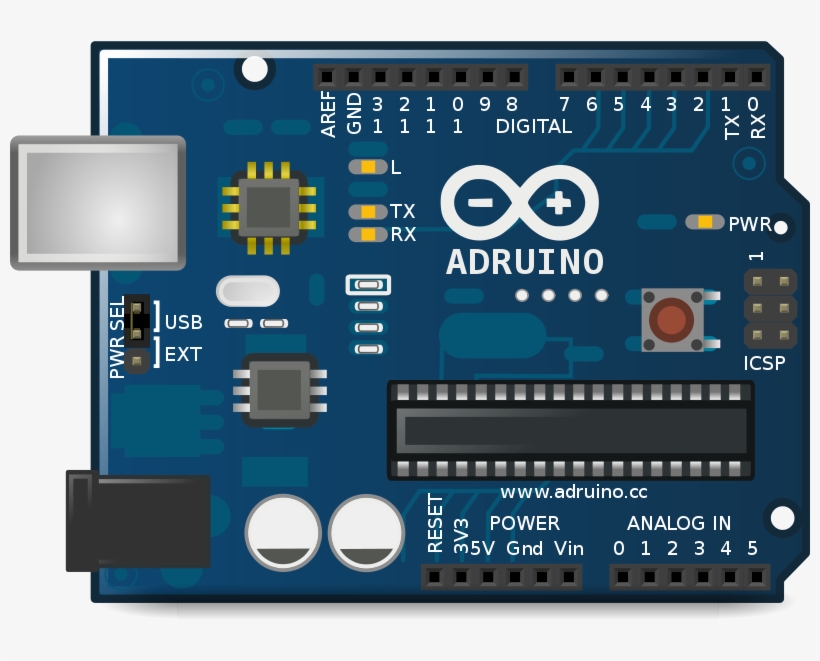 AREF GND 13 12 11 10 9 8 7 6 5 4 3 2 1 0
DIGITAL
TX RX
L
TX
RX
PWR
ADRUINO
1
ICSP
PWR SEL
USB
EXT
www.adruino.cc
RESET 3V3
POWER
5V Gnd Vin
ANALOG IN
0 1 2 3 4 5